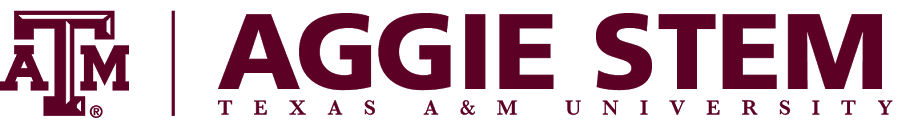 ATM®
AGGIE STEM
TEXAS A&M UNIVERSITY